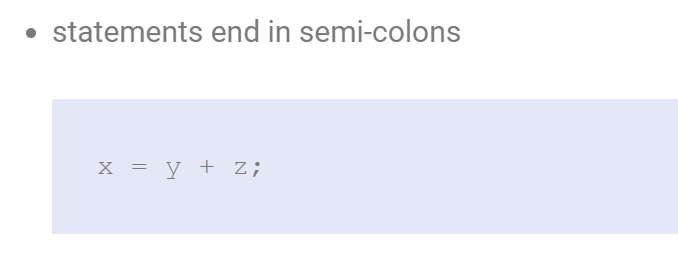 • statements end in semi-colons
x = y + z;